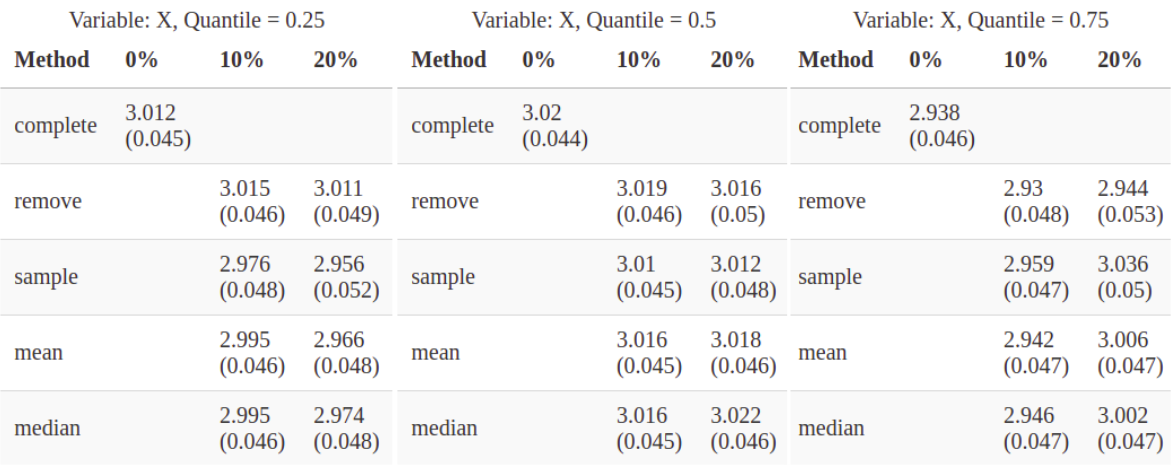 Variable: X, Quantile = 0.25 Variable: X, Quantile = 0.5 Variable: X, Quantile = 0.75
Method 0% 10% 20% Method 0% 10% 20% Method 0% 10% 20%
complete 3.012 (0.045) complete 3.02 (0.044) complete 2.938 (0.046)
remove 3.015 (0.046) 3.011 (0.049) remove 3.019 (0.046) 3.016 (0.05) remove 2.93 (0.048) 2.944 (0.053)
sample 2.976 (0.048) 2.956 (0.052) sample 3.01 (0.045) 3.012 (0.048) sample 2.959 (0.047) 3.036 (0.05)
mean 2.995 (0.046) 2.966 (0.048) mean 3.016 (0.045) 3.018 (0.046) mean 2.942 (0.047) 3.006 (0.047)
median 2.995 (0.046) 2.974 (0.048) median 3.016 (0.045) 3.022 (0.046) median 2.946 (0.047) 3.002 (0.047)